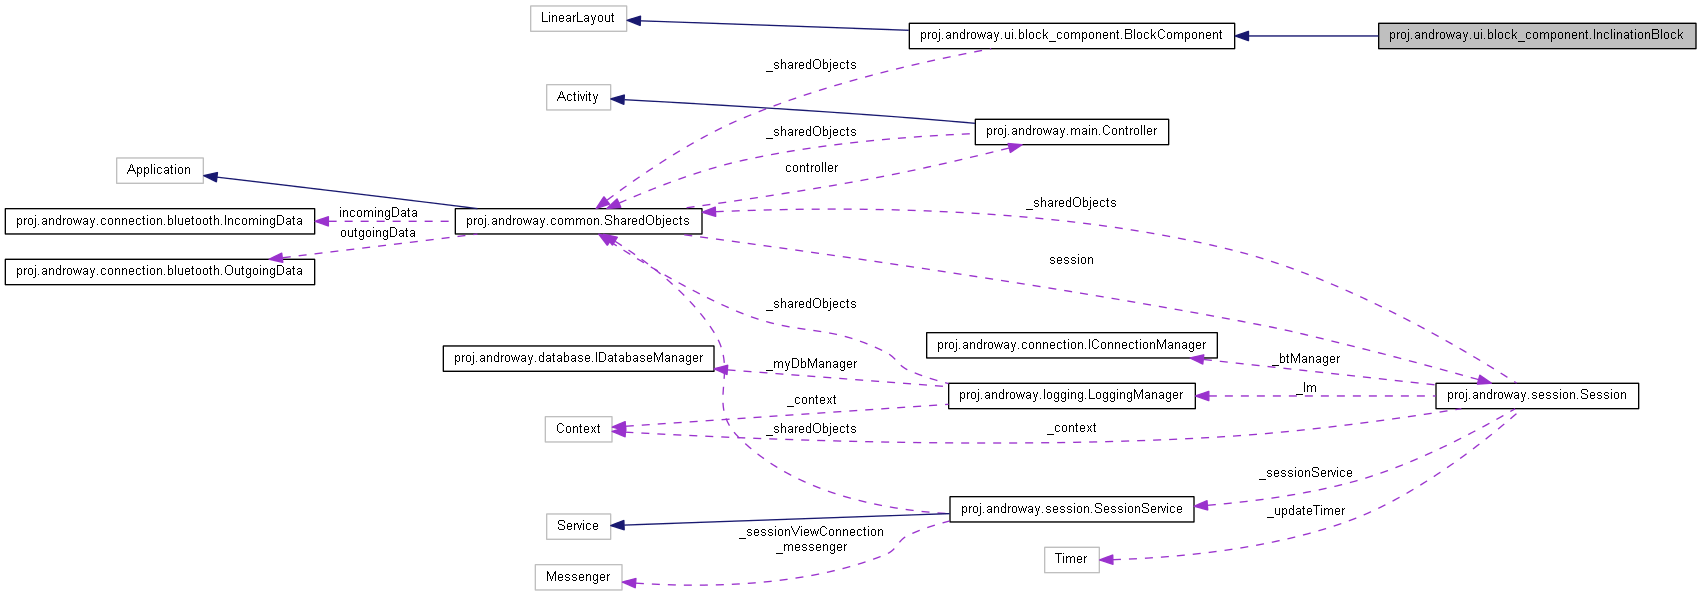 LinearLayout
proj.androway.ui.block_component.BlockComponent
proj.androway.ui.block_component.InclinationBlock
_sharedObjects
Activity
_sharedObjects
proj.androway.main.Controller
controller
Application
_sharedObjects
proj.androway.connection.bluetooth.IncomingData
incomingData
proj.androway.common.SharedObjects
outgoingData
proj.androway.connection.bluetooth.OutgoingData
session
_sharedObjects
proj.androway.connection.IConnectionManager
proj.androway.database.IDatabaseManager
_myDbManager
_btManager
_lm
proj.androway.logging.LoggingManager
proj.androway.session.Session
_context
Context
_sharedObjects
_context
_sessionService
proj.androway.session.SessionService
_updateTimer
Service
_sessionViewConnection
_messenger
Timer
Messenger